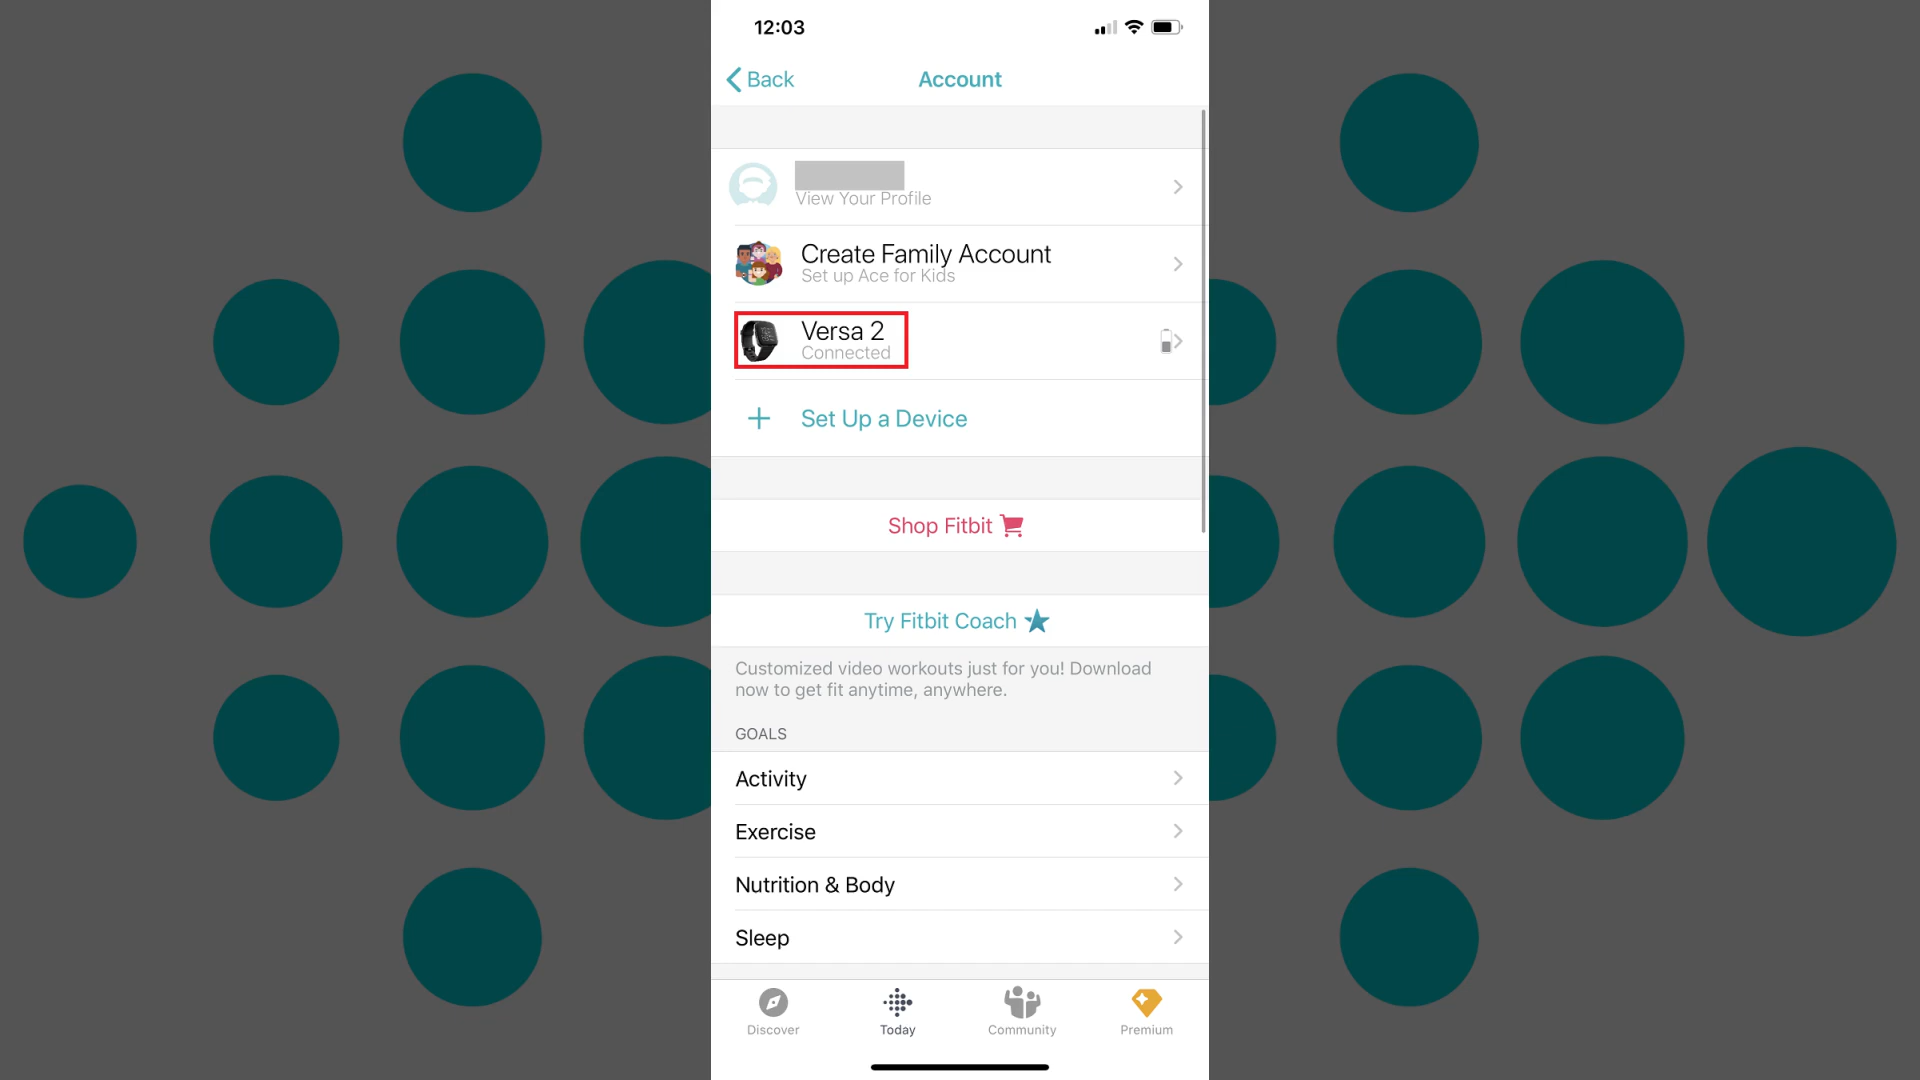 12:03
Back
Account
View Your Profile
Create Family Account
Set up Ace for Kids
Versa 2
Connected
Set Up a Device
Shop Fitbit
Try Fitbit Coach
Customized video workouts just for you! Download
now to get fit anytime, anywhere.
GOALS
Activity
Exercise
Nutrition & Body
Sleep
Discover
Today
Community
Premium